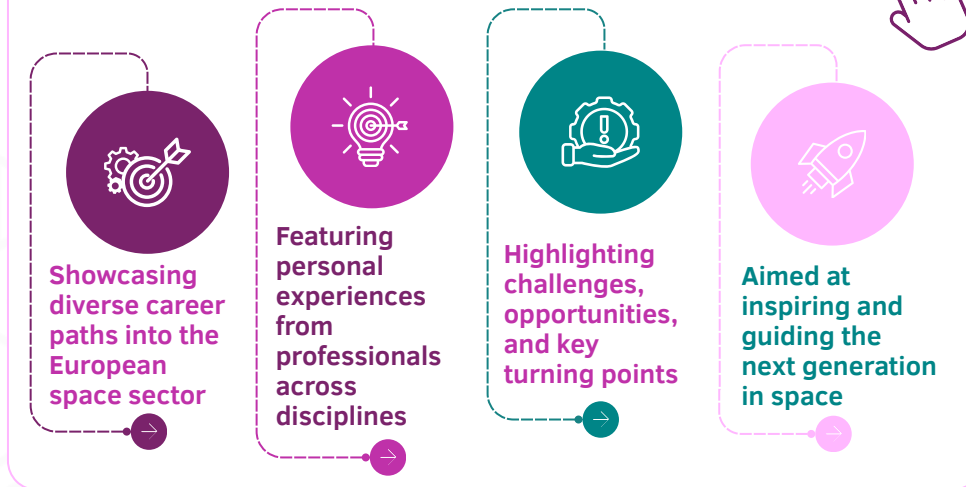 Showcasing
diverse career
paths into the
European
space sector
Featuring
personal
experiences
from
professionals
across
disciplines
Highlighting
challenges,
opportunities,
and key
turning points
Aimed at
inspiring and
guiding the
next generation
in space